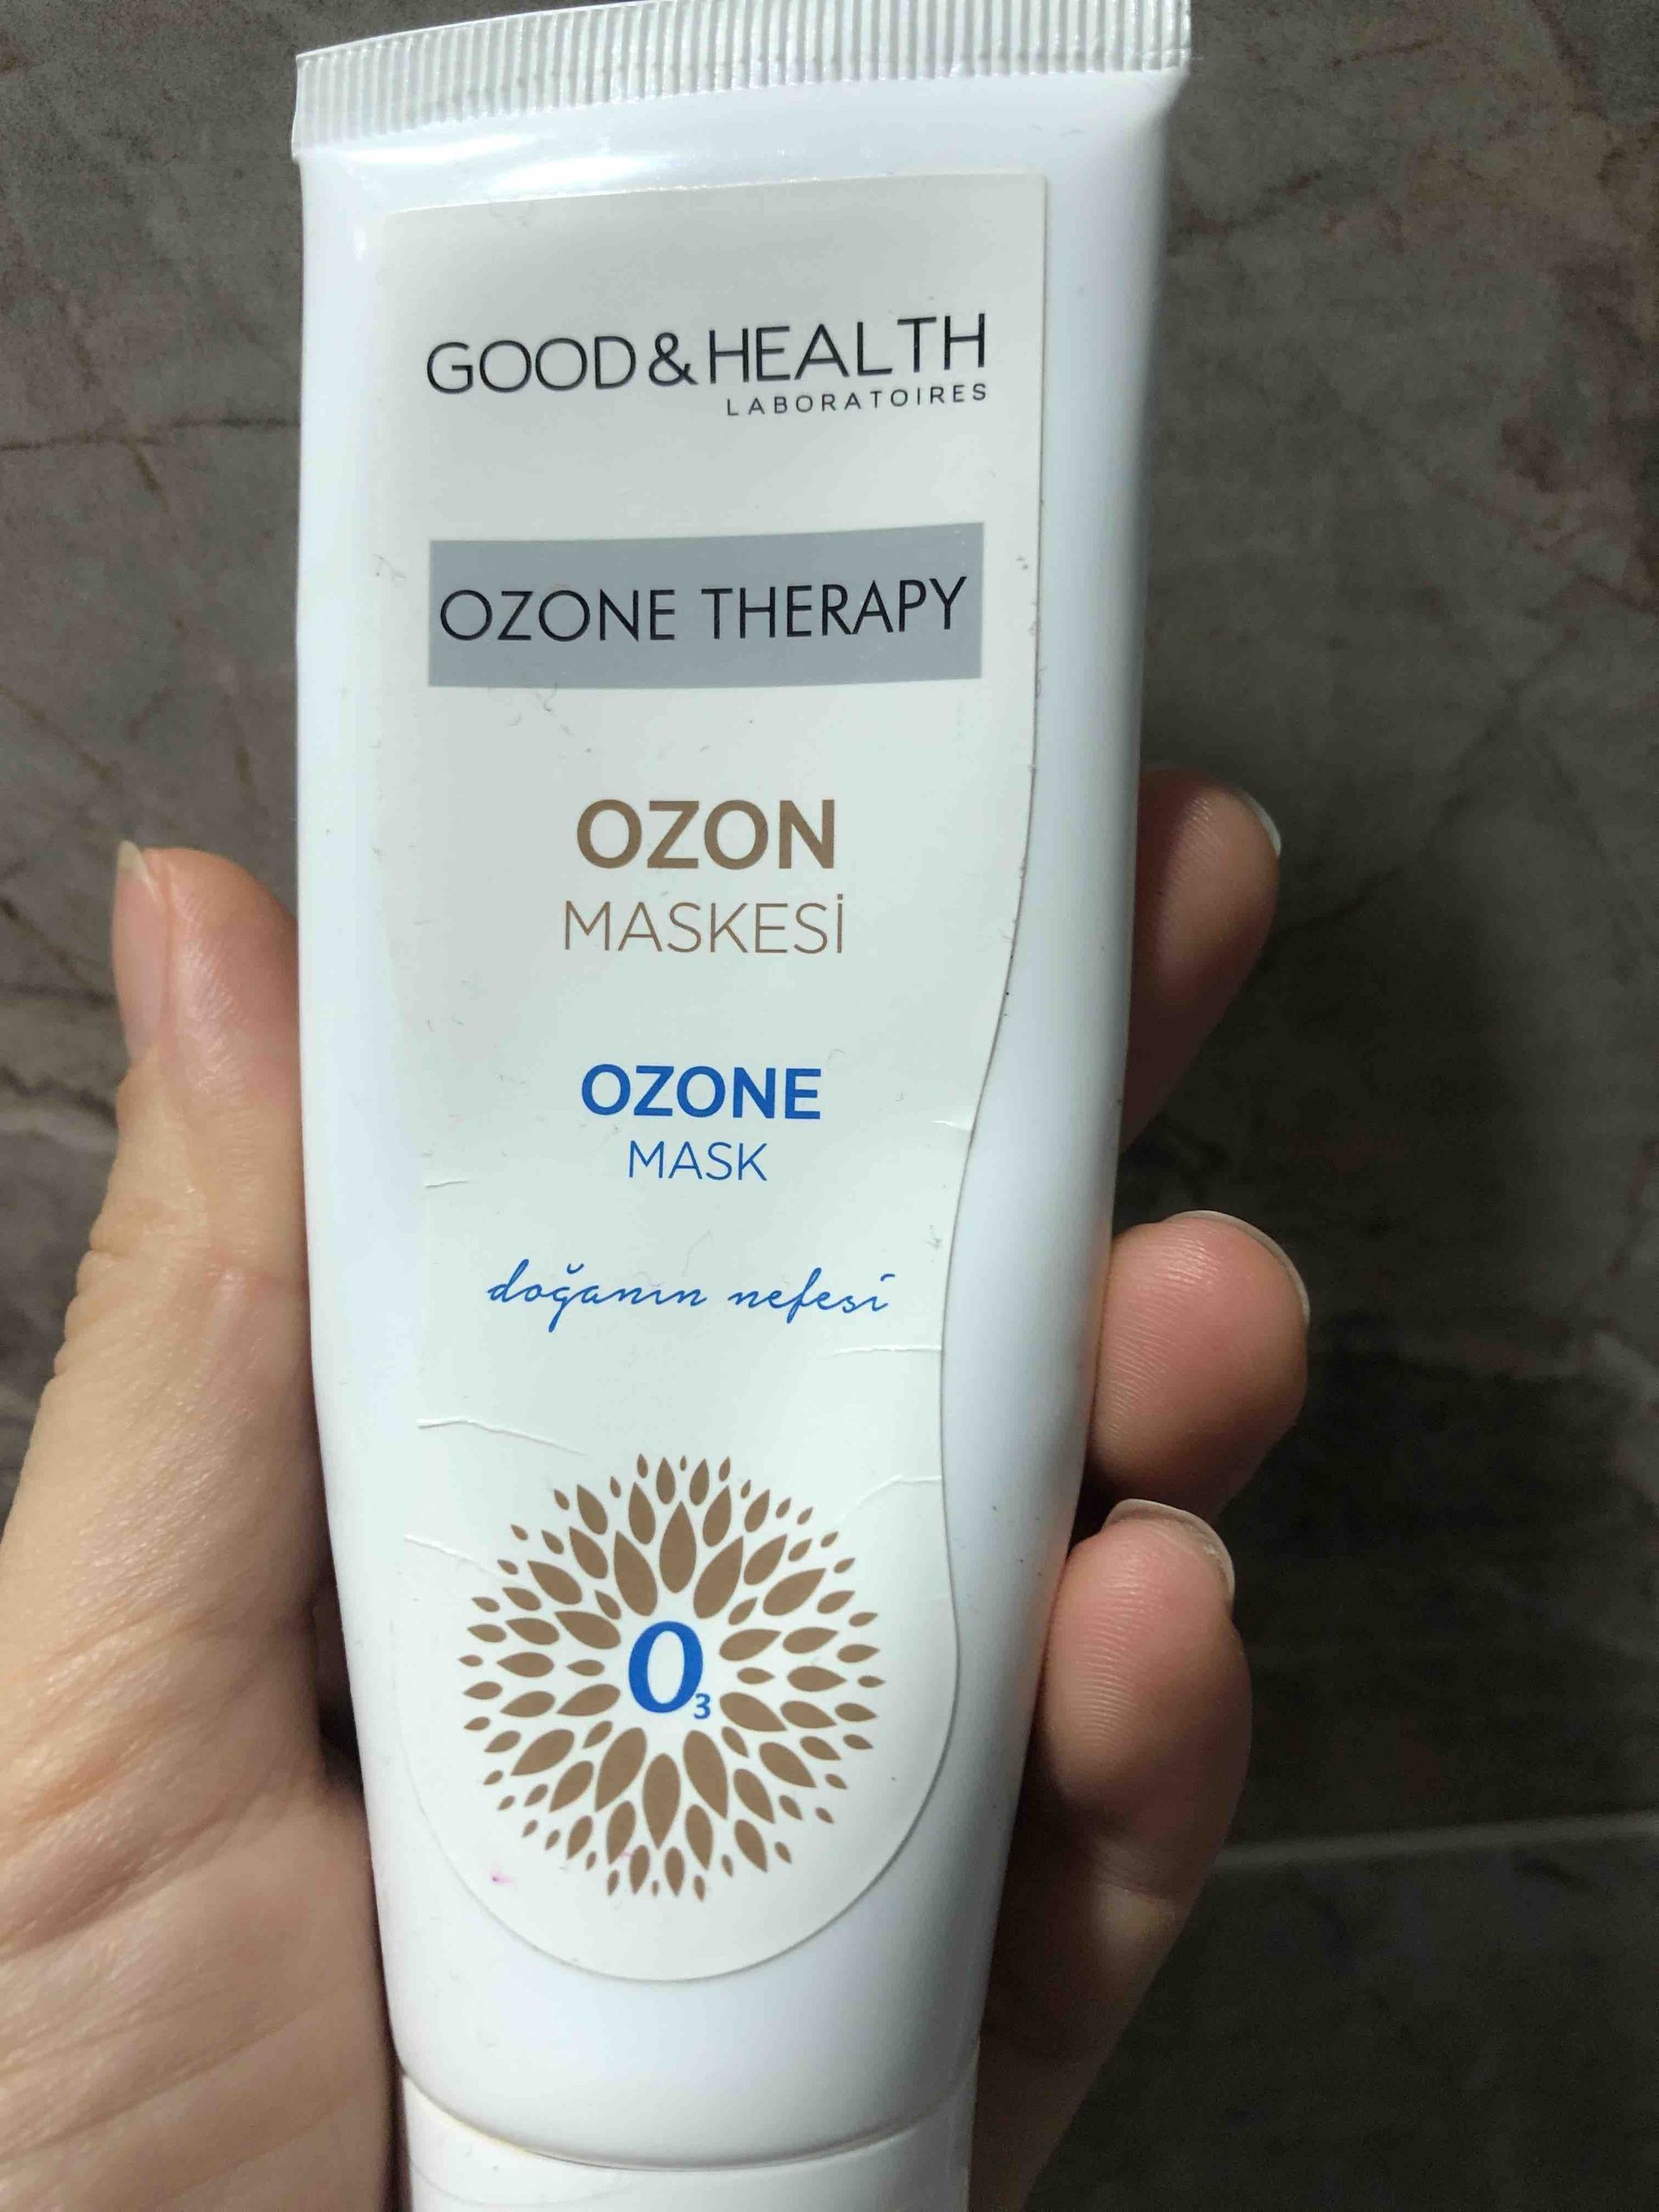 GOOD & HEALTH
LABORATOIRES
OZONE THERAPY
OZON
MASKESİ
OZONE
MASK
doğanın nefesi
O3